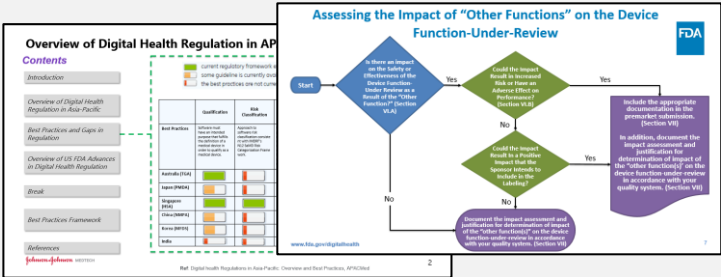 Overview of Digital Health Regulation in AP
Contents
Introduction
Overview of Digital Health
Regulation in Asia-Pacific
Best Practices and Gaps in
Regulation
Overview of US FDA Advances
in Digital Health Regulation
Break
Best Practices Framework
References
Johnson&Johnson MEDTECH
current regulatory framework
some guideline is currently
the best practices are not
Qualification
Risk
Classification
Best Practices
Australia (TGA)
Japan (PMDA)
Singapore
(HSA)
China (NMPA)
Korea (MFDS)
India
Ref: Digital health Regulations in Asia-Pacific: Overview and Best Practices, APACMed
2
Assessing the Impact of “Other Functions” on the Device
Function-Under-Review
FDA
Start
Is there an impact
on the Safety or
Effectiveness of the
Device Function-
Under Review as a
Result of the “Other
Function?” (Section
VI.A)
Yes
No
Could the Impact
Result in Increased
Risk or Have an
Adverse Effect on
Performance?
(Section VI.B)
Yes
No
Could the Impact
Result in a Positive
Impact that the
Sponsor Intends to
Include in the
Labeling?
Yes
No
Include the appropriate
documentation in the
premarket submission.
(Section VII)
In addition, document the
impact assessment and
justification for
determination of impact of
the “other function(s)” on the
device function-under-review
in accordance with your
quality system. (Section VII)
Document the impact assessment and
justification for determination of impact
of the “other function(s)” on the device
function-under-review in accordance
with your quality system. (Section VII)
www.fda.gov/digitalhealth
7